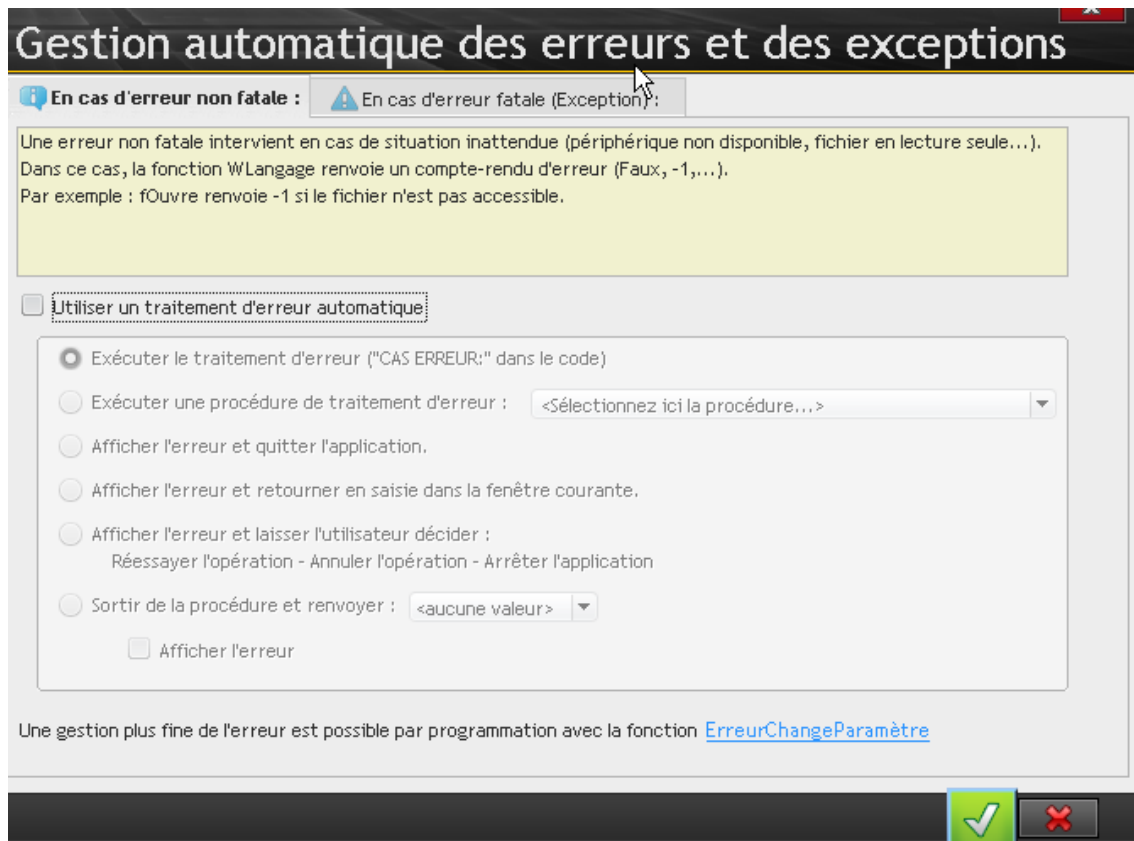 Gestion automatique des erreurs et des exceptions
En cas d'erreur non fatale :
En cas d'erreur fatale (Exception) :
Une erreur non fatale intervient en cas de situation inattendue (périphérique non disponible, fichier en lecture seule...).
Dans ce cas, la fonction WLangage renvoie un compte-rendu d'erreur (Faux, -1,...).
Par exemple : fOuvre renvoie -1 si le fichier n'est pas accessible.
Utiliser un traitement d'erreur automatique
Exécuter le traitement d'erreur ("CAS ERREUR:" dans le code)
Exécuter une procédure de traitement d'erreur : <Sélectionnez ici la procédure...>
Afficher l'erreur et quitter l'application.
Afficher l'erreur et retourner en saisie dans la fenêtre courante.
Afficher l'erreur et laisser l'utilisateur décider :
Réessayer l'opération - Annuler l'opération - Arrêter l'application
Sortir de la procédure et renvoyer : <aucune valeur>
Afficher l'erreur
Une gestion plus fine de l'erreur est possible par programmation avec la fonction ErreurChangeParamètre